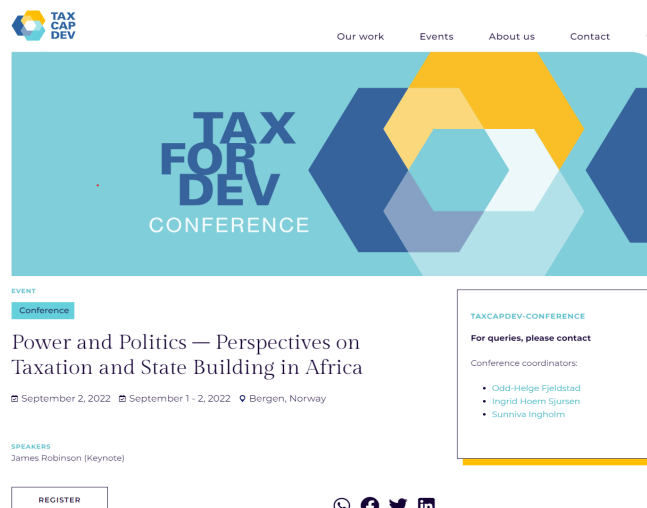 TAX
CAP
DEV
Our work
Events
About us
Contact
TAX
FOR
DEV
CONFERENCE
EVENT
Conference
Power and Politics — Perspectives on
Taxation and State Building in Africa
September 2, 2022 September 1 - 2, 2022 Bergen, Norway
SPEAKERS
James Robinson (Keynote)
REGISTER
TAXCAPDEV-CONFERENCE
For queries, please contact
Conference coordinators:
Odd-Helge Fjeldstad
Ingrid Hoem Sjursen
Sunniva Ingholm